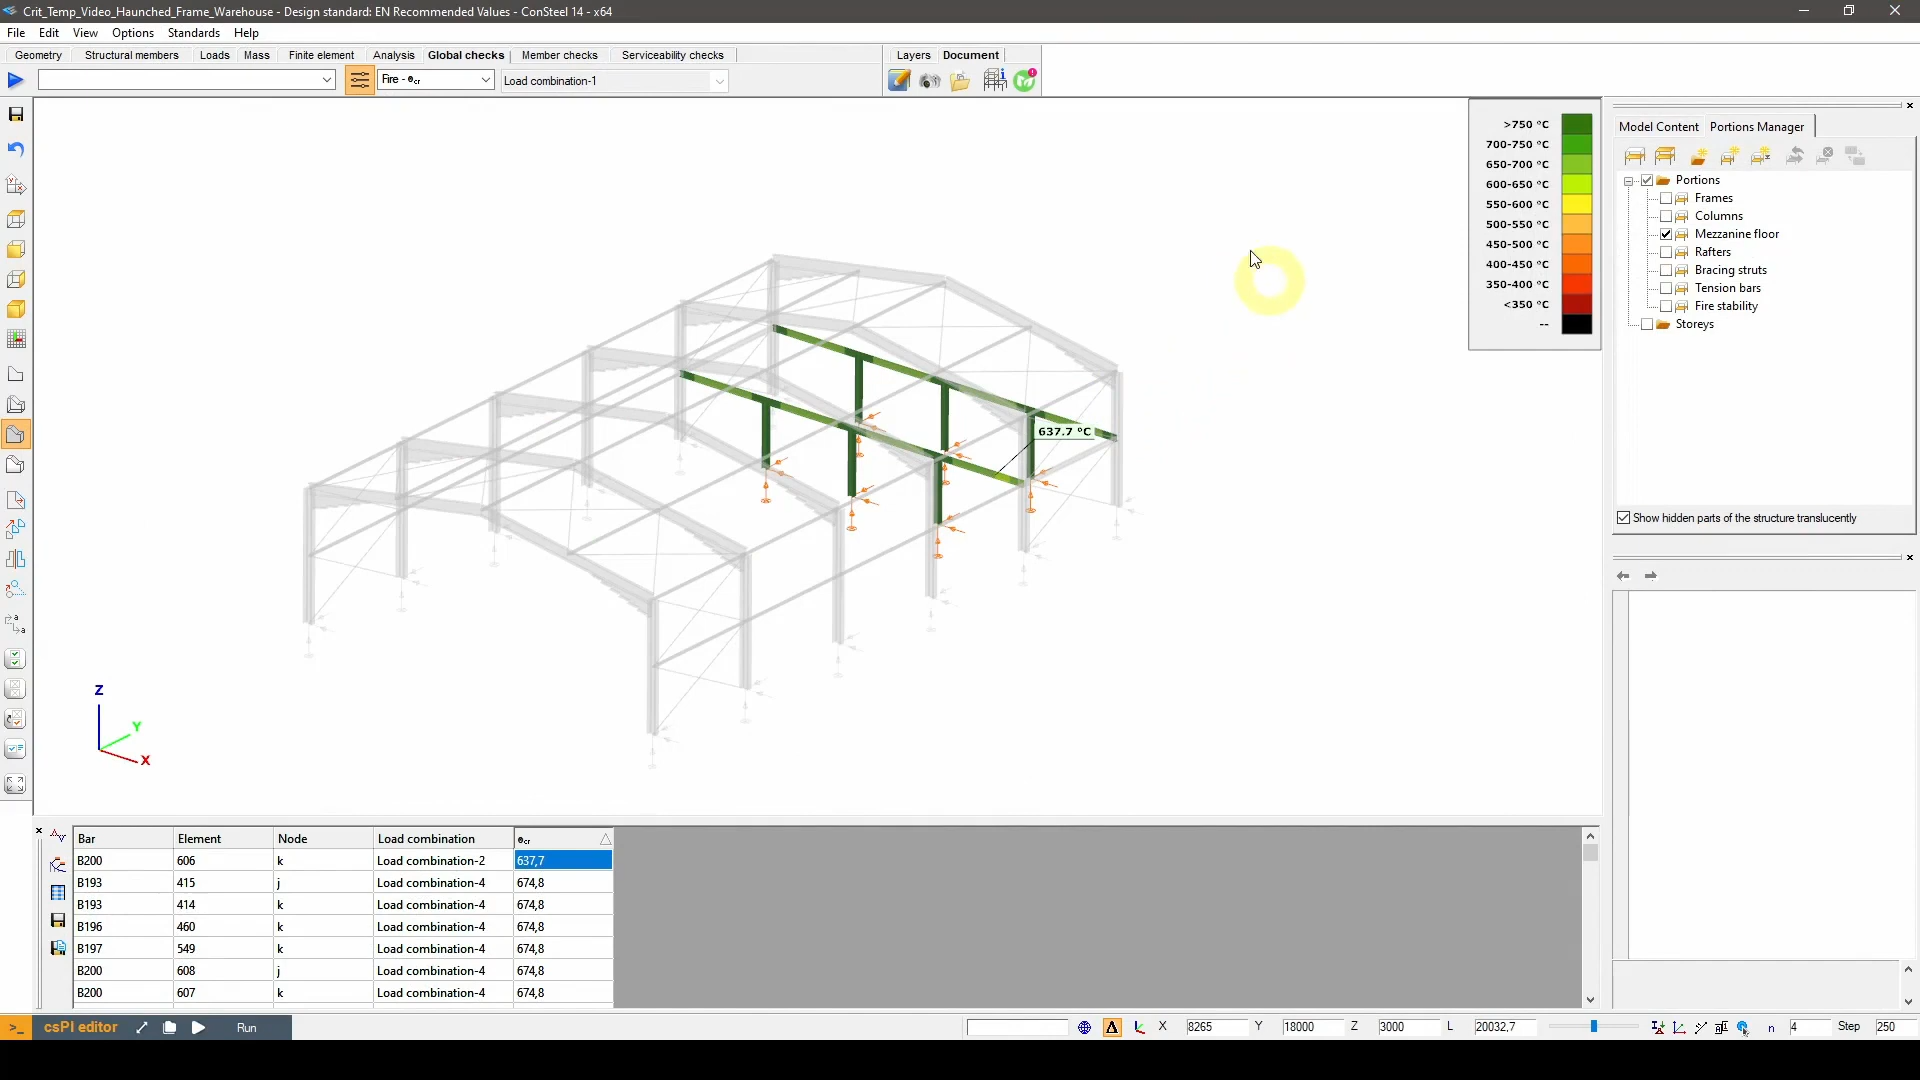 Crit_Temp_Video_Haunched_Frame_Warehouse - Design standard: EN Recommended Values - ConSteel 14 - x64
File Edit View Options Standards Help
Geometry Structural members Loads Mass Finite element Analysis Global checks Member checks Serviceability checks Layers Document
Fire - Θcr Load combination-1
>750 °C
700-750 °C
650-700 °C
600-650 °C
550-600 °C
500-550 °C
450-500 °C
400-450 °C
350-400 °C
<350 °C
--
Model Content Portions Manager
Portions
Frames
Columns
Mezzanine floor
Rafters
Bracing struts
Tension bars
Fire stability
Storeys
Show hidden parts of the structure translucently
637.7 °C
Z
Y
X
Bar Element Node Load combination Θcr
B200 606 k Load combination-2 637,7
B193 415 j Load combination-4 674,8
B193 414 k Load combination-4 674,8
B196 460 k Load combination-4 674,8
B197 549 k Load combination-4 674,8
B200 608 j Load combination-4 674,8
B200 607 k Load combination-4 674,8
>_ csPI editor Run X 8265 Y 18000 Z 3000 L 20032,7 n 4 Step 250